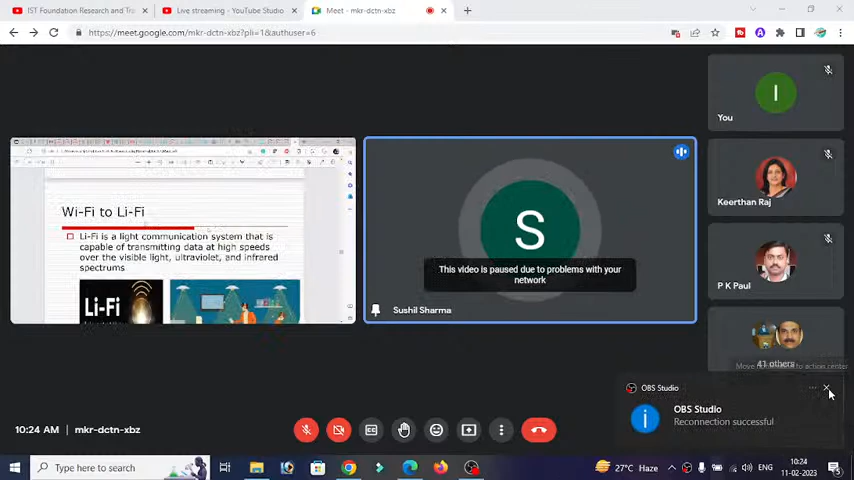 IST Foundation Research and Tra
Live streaming - YouTube Studio
Meet - mkr-dctn-xbz
https://meet.google.com/mkr-dctn-xbz?pli=1&authuser=6
I
You
Keerthan Raj
P K Paul
41 others
Wi-Fi to Li-Fi
Li-Fi is a light communication system that is
capable of transmitting data at high speeds
over the visible light, ultraviolet, and infrared
spectrums
Li-Fi
S
This video is paused due to problems with your
network
Sushil Sharma
OBS Studio
OBS Studio
Reconnection successful
10:24 AM | mkr-dctn-xbz
Type here to search
27°C Haze
ENG
10:24
11-02-2023